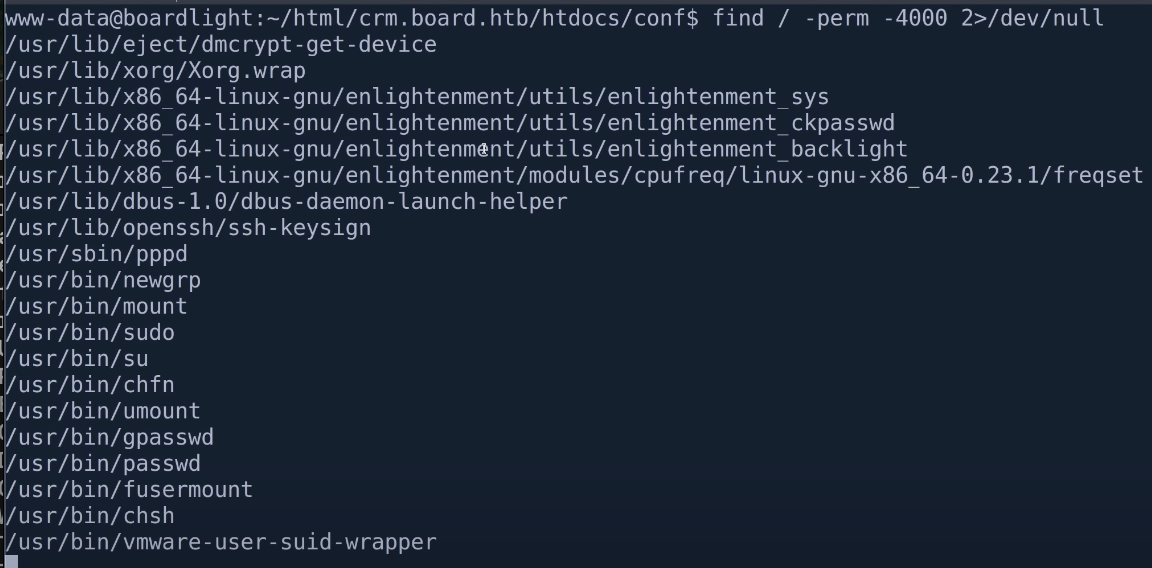 www-data@boardlight:~/html/crm.board.htb/htdocs/conf$ find / -perm -4000 2>/dev/null
/usr/lib/eject/dmcrypt-get-device
/usr/lib/xorg/Xorg.wrap
/usr/lib/x86_64-linux-gnu/enlightenment/utils/enlightenment_sys
/usr/lib/x86_64-linux-gnu/enlightenment/utils/enlightenment_ckpasswd
/usr/lib/x86_64-linux-gnu/enlightenment/utils/enlightenment_backlight
/usr/lib/x86_64-linux-gnu/enlightenment/modules/cpufreq/linux-gnu-x86_64-0.23.1/freqset
/usr/lib/dbus-1.0/dbus-daemon-launch-helper
/usr/lib/openssh/ssh-keysign
/usr/sbin/pppd
/usr/bin/newgrp
/usr/bin/mount
/usr/bin/sudo
/usr/bin/su
/usr/bin/chfn
/usr/bin/umount
/usr/bin/gpasswd
/usr/bin/passwd
/usr/bin/fusermount
/usr/bin/chsh
/usr/bin/vmware-user-suid-wrapper